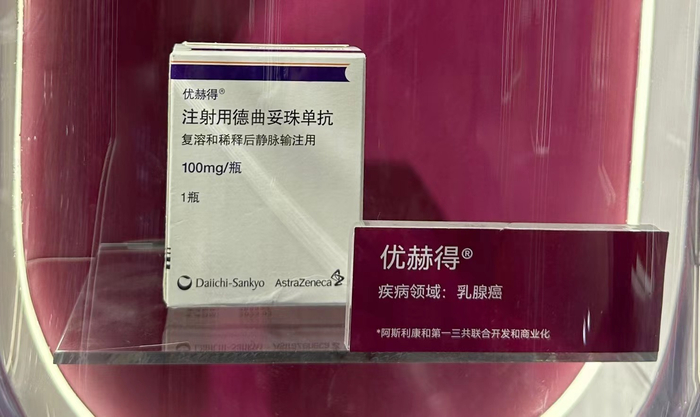 优赫得®
注射用德曲妥珠单抗
复溶和稀释后静脉输注用
100mg/瓶
1瓶
Daiichi-Sankyo AstraZeneca
优赫得®
疾病领域：乳腺癌
*阿斯利康和第一三共联合开发和商业化